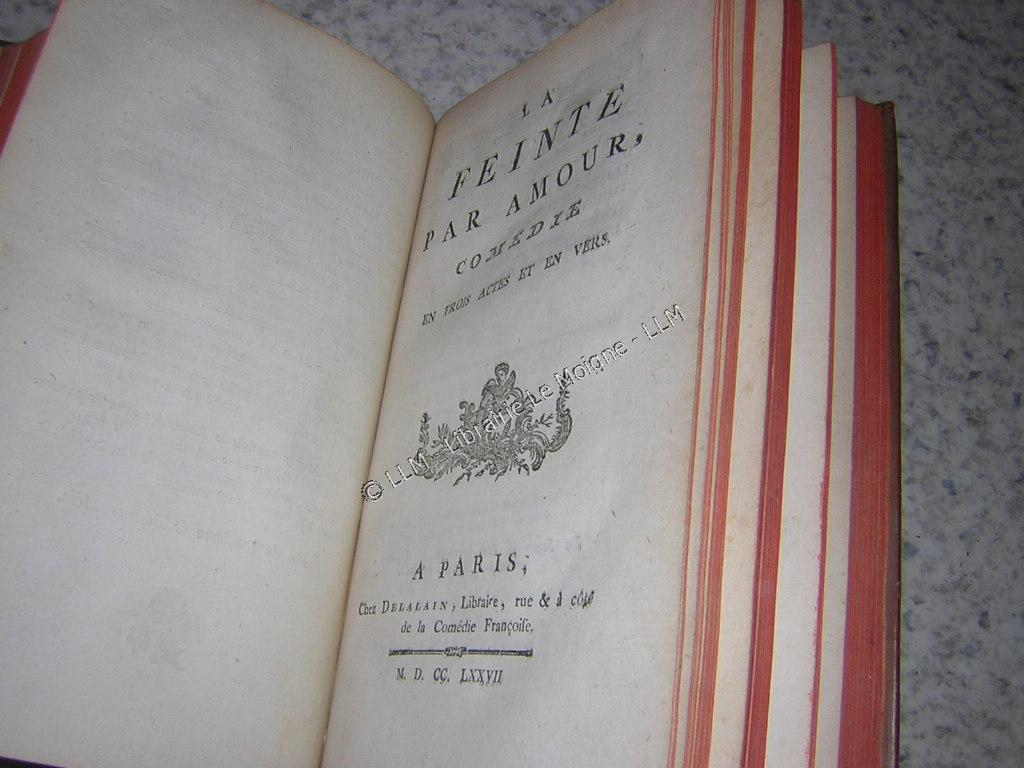 LA
FEINTE
PAR AMOUR,
COMÉDIE
EN TROIS ACTES ET EN VERS.
© LLM - Librairie Le Moigne - LLM
A PARIS,
Chez DELALAIN, Libraire, rue & à côté
de la Comédie Françoise.
M. D. CC. LXXVII